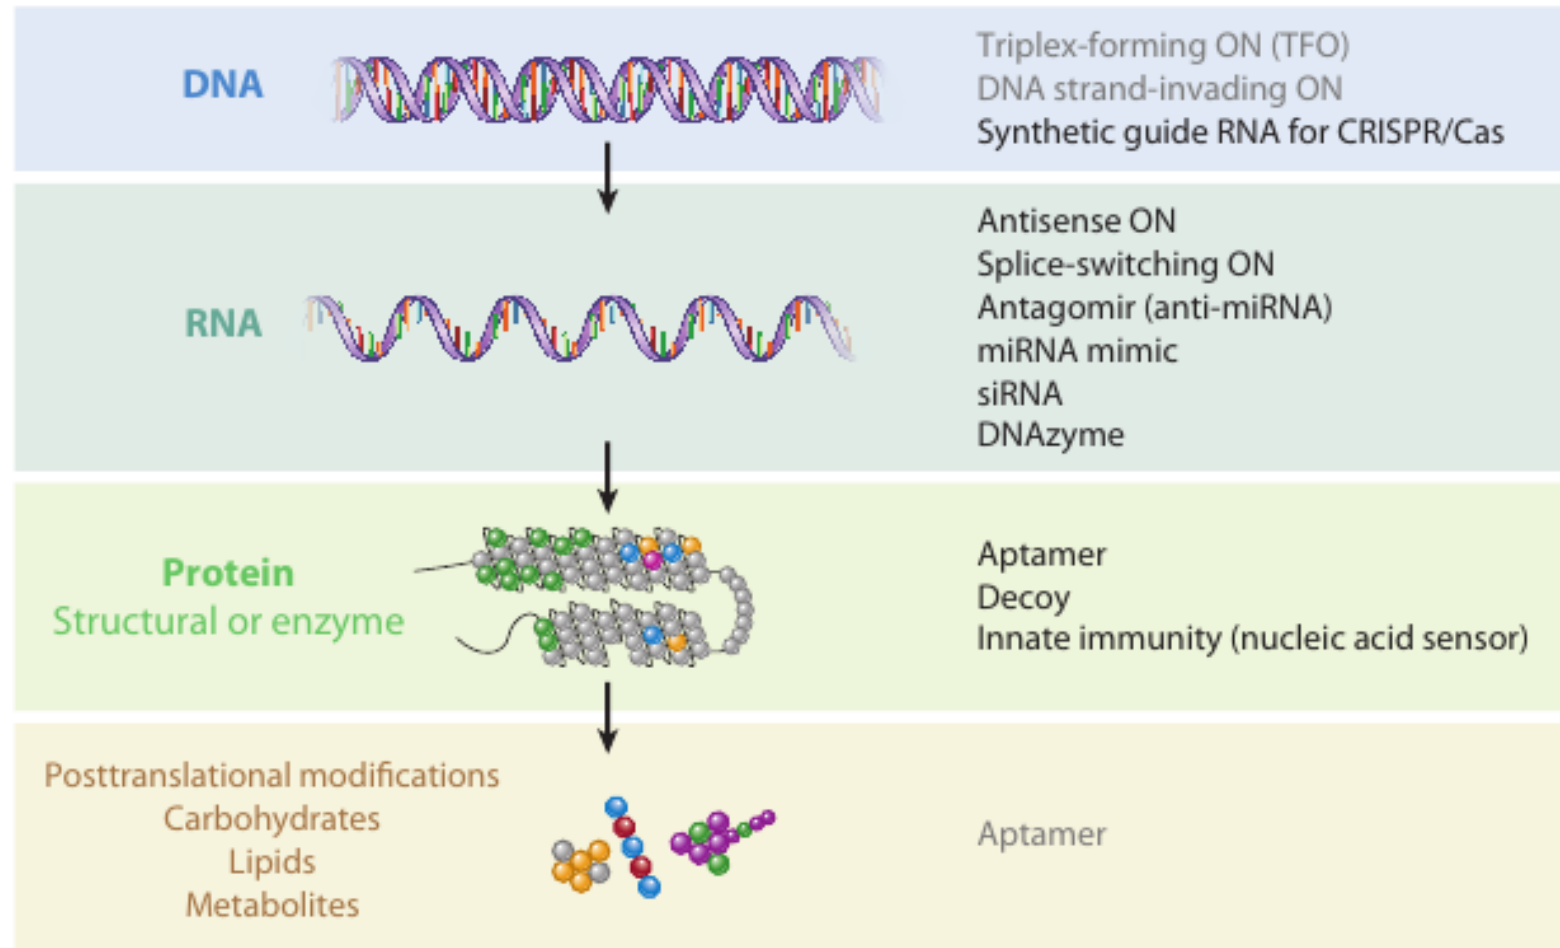 DNA
Triplex-forming ON (TFO)
DNA strand-invading ON
Synthetic guide RNA for CRISPR/Cas
RNA
Antisense ON
Splice-switching ON
Antagomir (anti-miRNA)
miRNA mimic
siRNA
DNAzyme
Protein
Structural or enzyme
Aptamer
Decoy
Innate immunity (nucleic acid sensor)
Posttranslational modifications
Carbohydrates
Lipids
Metabolites
Aptamer